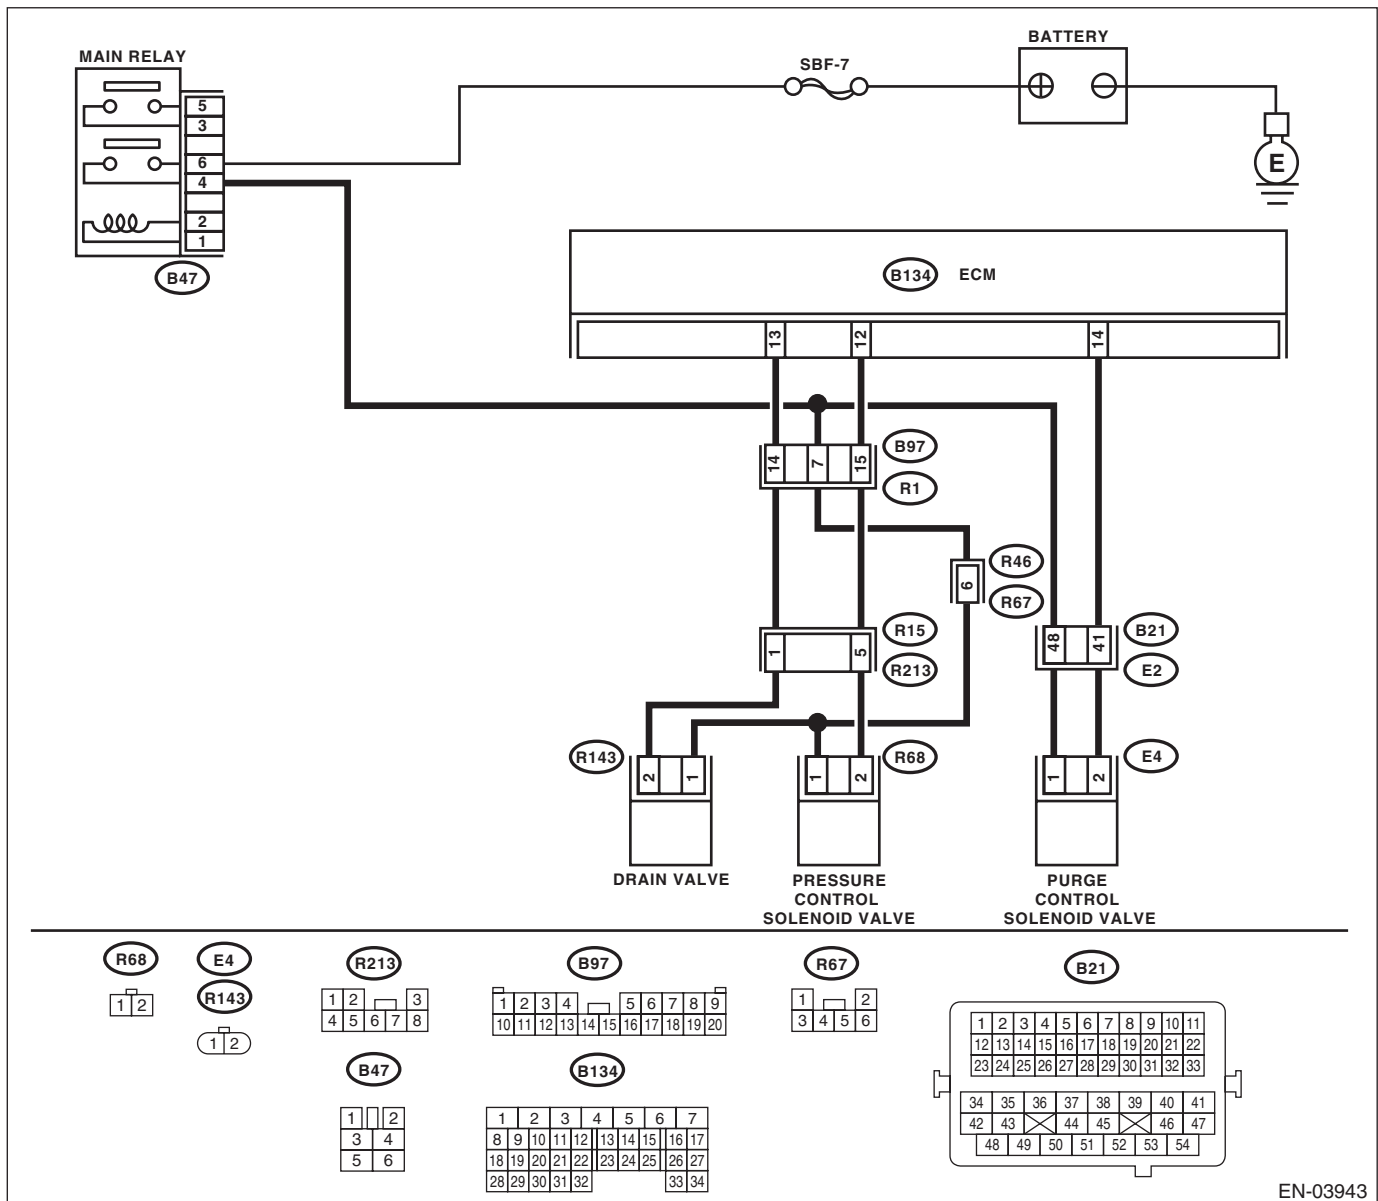 BATTERY
MAIN RELAY
SBF-7
5
3
6
4
2
1
E
B47
B134 ECM
13 12 14
B97
14 7 15
R1
R46
6
R67
R15
1 5
R213
B21
48 41
E2
R143
2 1
R68
1 2
E4
1 2
DRAIN VALVE
PRESSURE
CONTROL
SOLENOID VALVE
PURGE
CONTROL
SOLENOID VALVE
R68
1 2
E4
R143
1 2
R213
1 2 3
4 5 6 7 8
B97
1 2 3 4 5 6 7 8 9
10 11 12 13 14 15 16 17 18 19 20
R67
1 2
3 4 5 6
B21
1 2 3 4 5 6 7 8 9 10 11
12 13 14 15 16 17 18 19 20 21 22
23 24 25 26 27 28 29 30 31 32 33
34 35 36 37 38 39 40 41
42 43 44 45 46 47
48 49 50 51 52 53 54
B47
1 2
3 4
5 6
B134
1 2 3 4 5 6 7
8 9 10 11 12 13 14 15 16 17
18 19 20 21 22 23 24 25 26 27
28 29 30 31 32 33 34
EN-03943